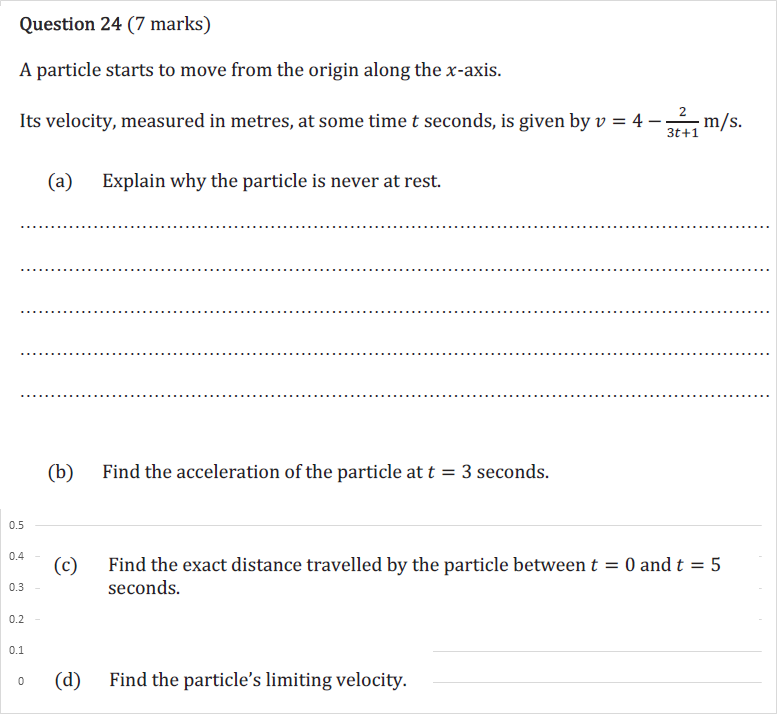 Question 24 (7 marks)
A particle starts to move from the origin along the x-axis.
Its velocity, measured in metres, at some time t seconds, is given by v = 4 − 2/(3t+1) m/s.
(a) Explain why the particle is never at rest.
(b) Find the acceleration of the particle at t = 3 seconds.
0.5
0.4
(c) Find the exact distance travelled by the particle between t = 0 and t = 5
seconds.
0.3
0.2
0.1
0
(d) Find the particle's limiting velocity.